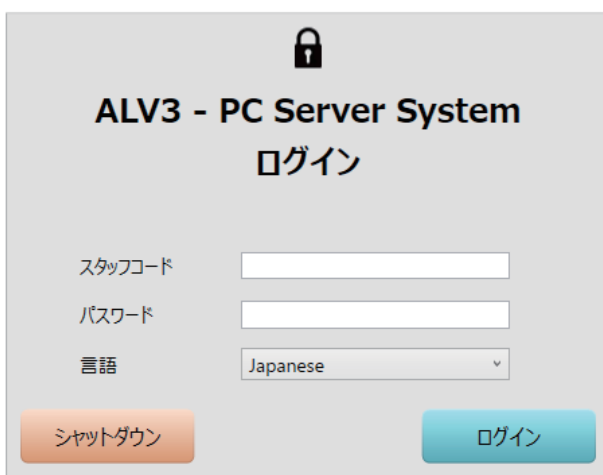 ALV3 - PC Server System
ログイン
スタッフコード
パスワード
言語 Japanese
シャットダウン ログイン